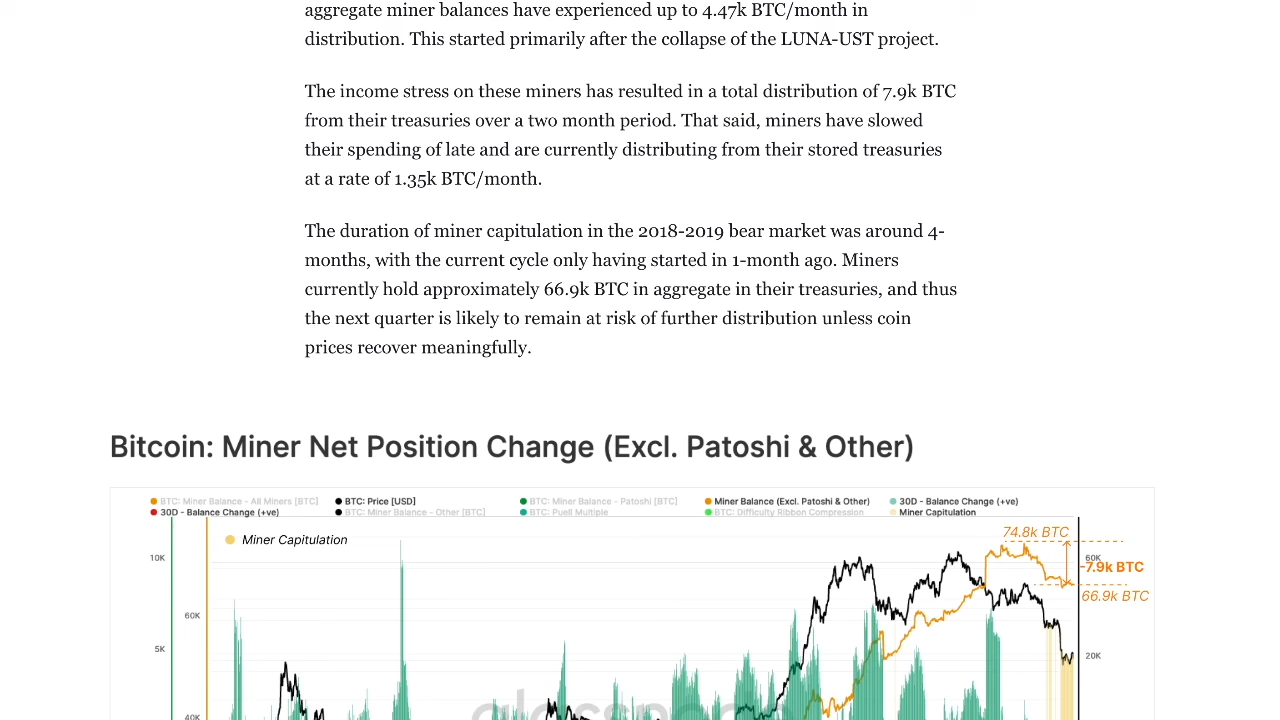 aggregate miner balances have experienced up to 4.47k BTC/month in
distribution. This started primarily after the collapse of the LUNA-UST project.
The income stress on these miners has resulted in a total distribution of 7.9k BTC
from their treasuries over a two month period. That said, miners have slowed
their spending of late and are currently distributing from their stored treasuries
at a rate of 1.35k BTC/month.
The duration of miner capitulation in the 2018-2019 bear market was around 4-
months, with the current cycle only having started in 1-month ago. Miners
currently hold approximately 66.9k BTC in aggregate in their treasuries, and thus
the next quarter is likely to remain at risk of further distribution unless coin
prices recover meaningfully.
Bitcoin: Miner Net Position Change (Excl. Patoshi & Other)
BTC: Miner Balance - All Miners [BTC] BTC: Price [USD] BTC: Miner Balance - Patoshi [BTC] Miner Balance (Excl. Patoshi & Other) 30D - Balance Change (+ve)
30D - Balance Change (+ve) BTC: Miner Balance - Other [BTC] BTC: Puell Multiple BTC: Difficulty Ribbon Compression Miner Capitulation
Miner Capitulation
74.8k BTC
10K
60K
-7.9k BTC
66.9k BTC
60K
5K
20K
40K